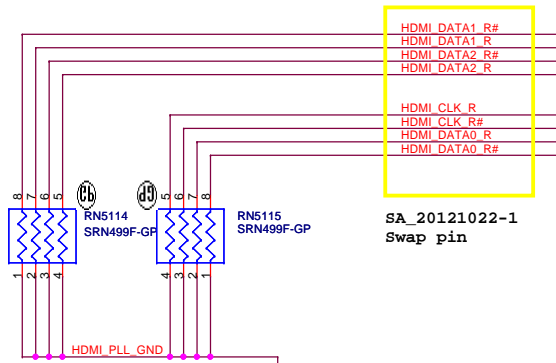 HDMI_DATA1_R#
HDMI_DATA1_R
HDMI_DATA2_R#
HDMI_DATA2_R
HDMI_CLK_R
HDMI_CLK_R#
HDMI_DATA0_R
HDMI_DATA0_R#
SA_20121022-1
Swap pin
8 7 6 5
5 6 7 8
RN5114
SRN499F-GP
RN5115
SRN499F-GP
1 2 3 4
4 3 2 1
HDMI_PLL_GND